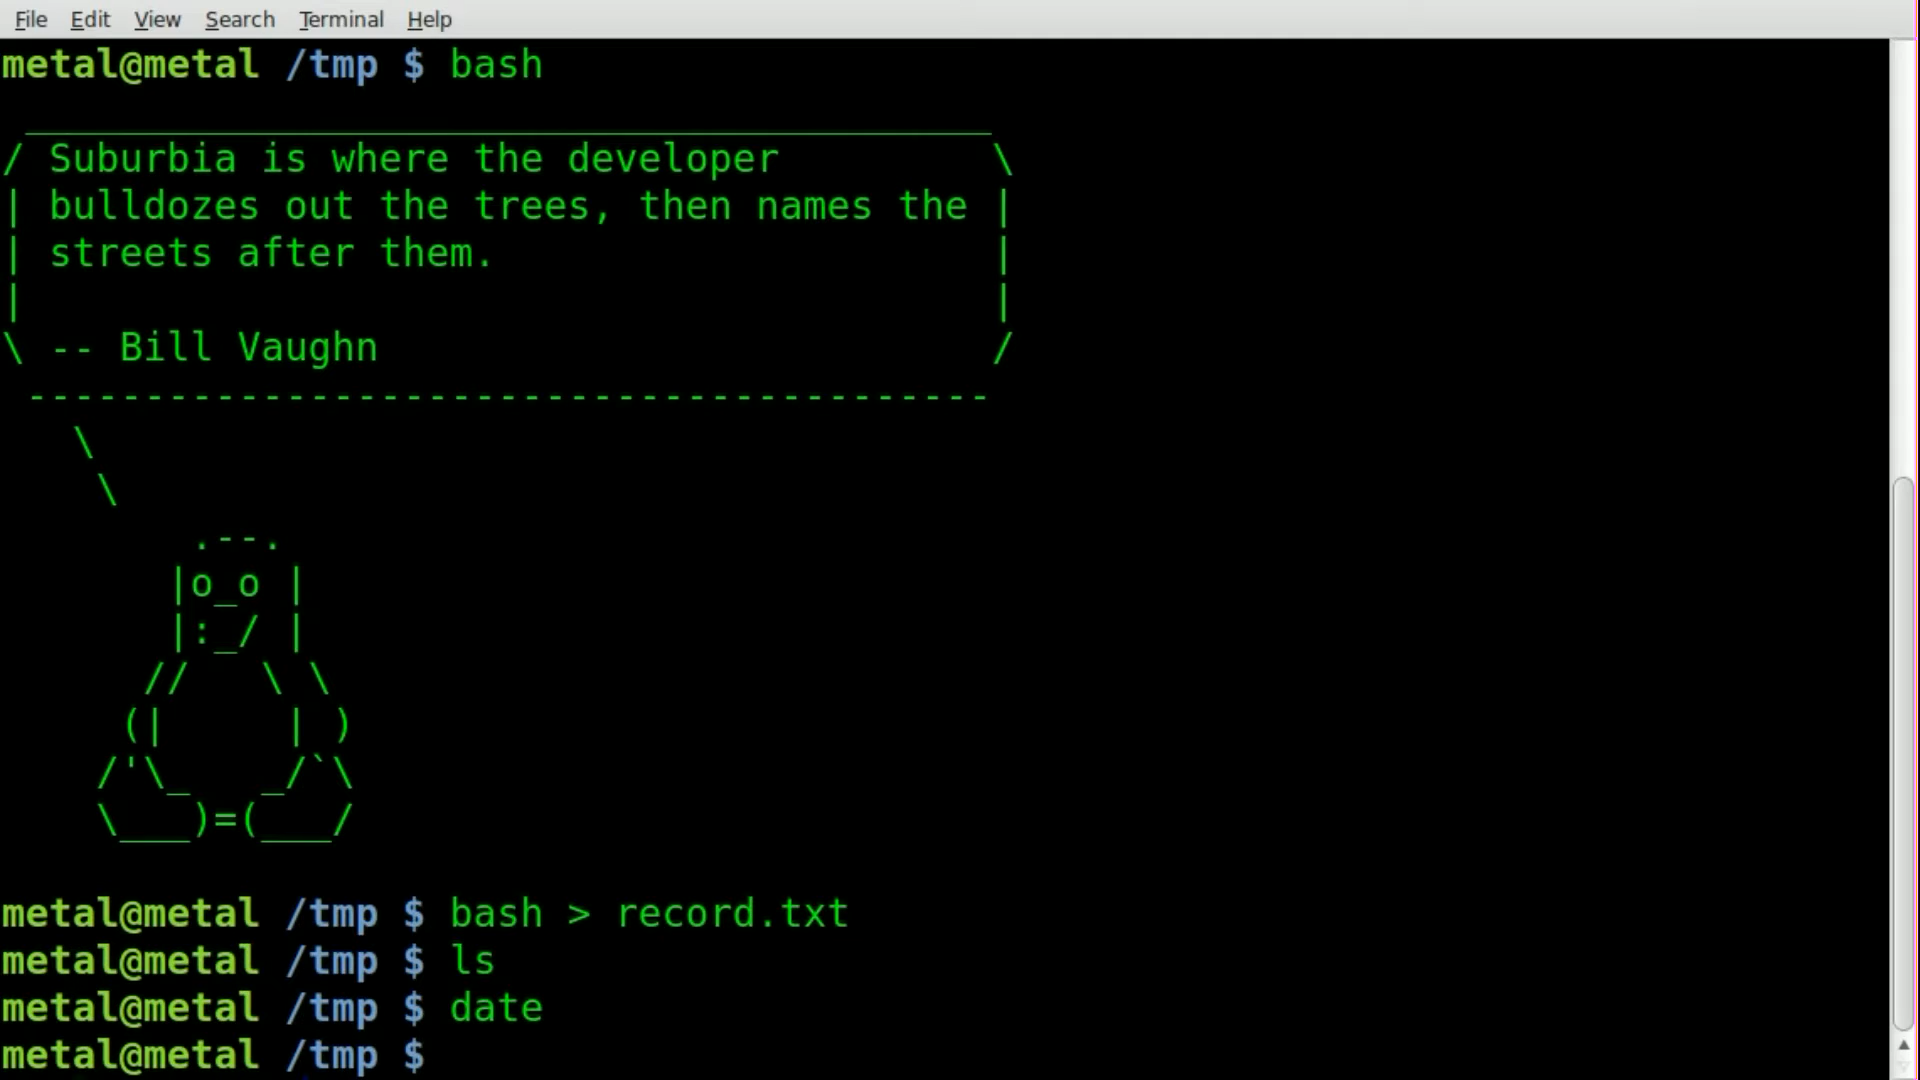 File Edit View Search Terminal Help
metal@metal /tmp $ bash
 _________________________________________
/ Suburbia is where the developer         \
| bulldozes out the trees, then names the |
| streets after them.                     |
|                                         |
\ -- Bill Vaughn                          /
 -----------------------------------------
   \
    \
        .--.
       |o_o |
       |:_/ |
      //   \ \
     (|     | )
    /'\_   _/`\
    \___)=(___/
metal@metal /tmp $ bash > record.txt
metal@metal /tmp $ ls
metal@metal /tmp $ date
metal@metal /tmp $